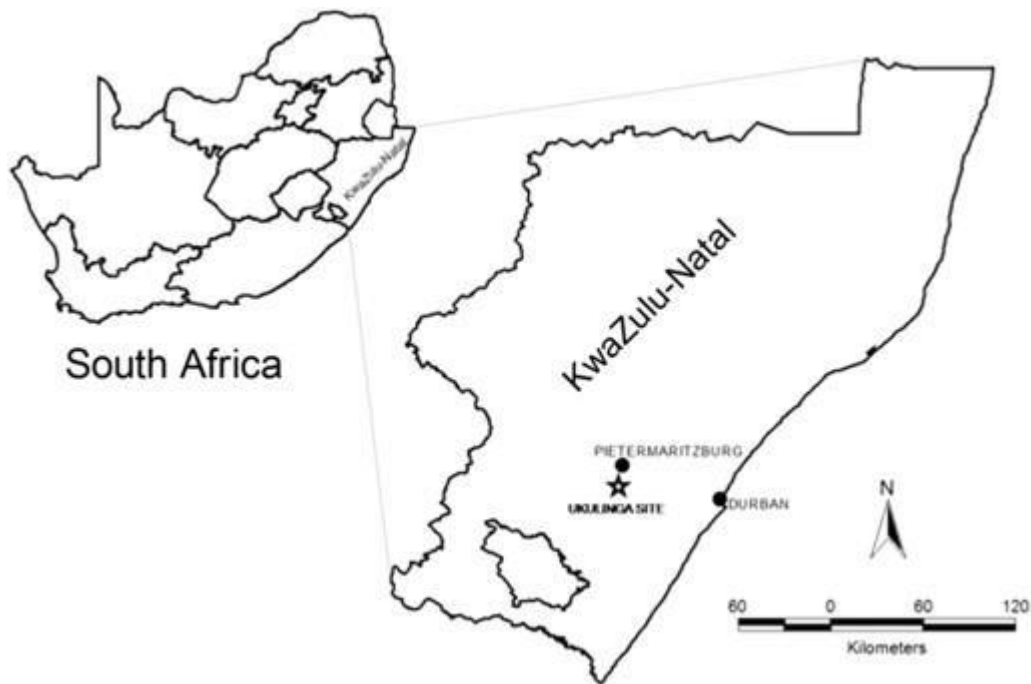 KwaZulu-Natal
South Africa
KwaZulu-Natal
PIETERMARITZBURG
UKULINGA SITE
DURBAN
N
60 0 60 120
Kilometers